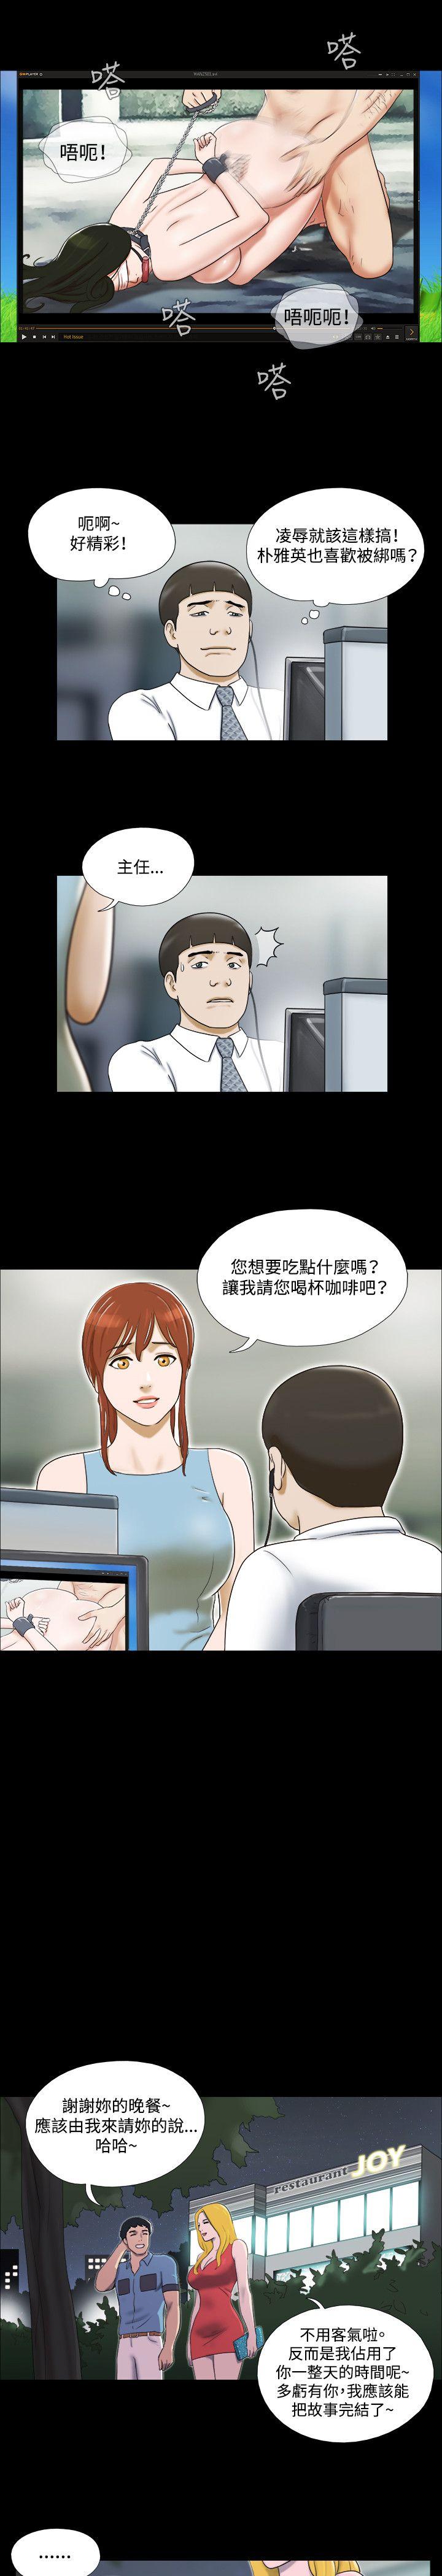 嗒
嗒
唔呃!
唔呃呃!
Hot Issue
嗒
嗒
呃啊~
好精彩!
凌辱就該這樣搞!
朴雅英也喜歡被綁嗎?
主任...
您想要吃點什麼嗎?
讓我請您喝杯咖啡吧?
謝謝妳的晚餐~
應該由我來請妳的說...
哈哈~
restaurant JOY
不用客氣啦。
反而是我佔用了
你一整天的時間呢~
多虧有你,我應該能
把故事完結了~
......